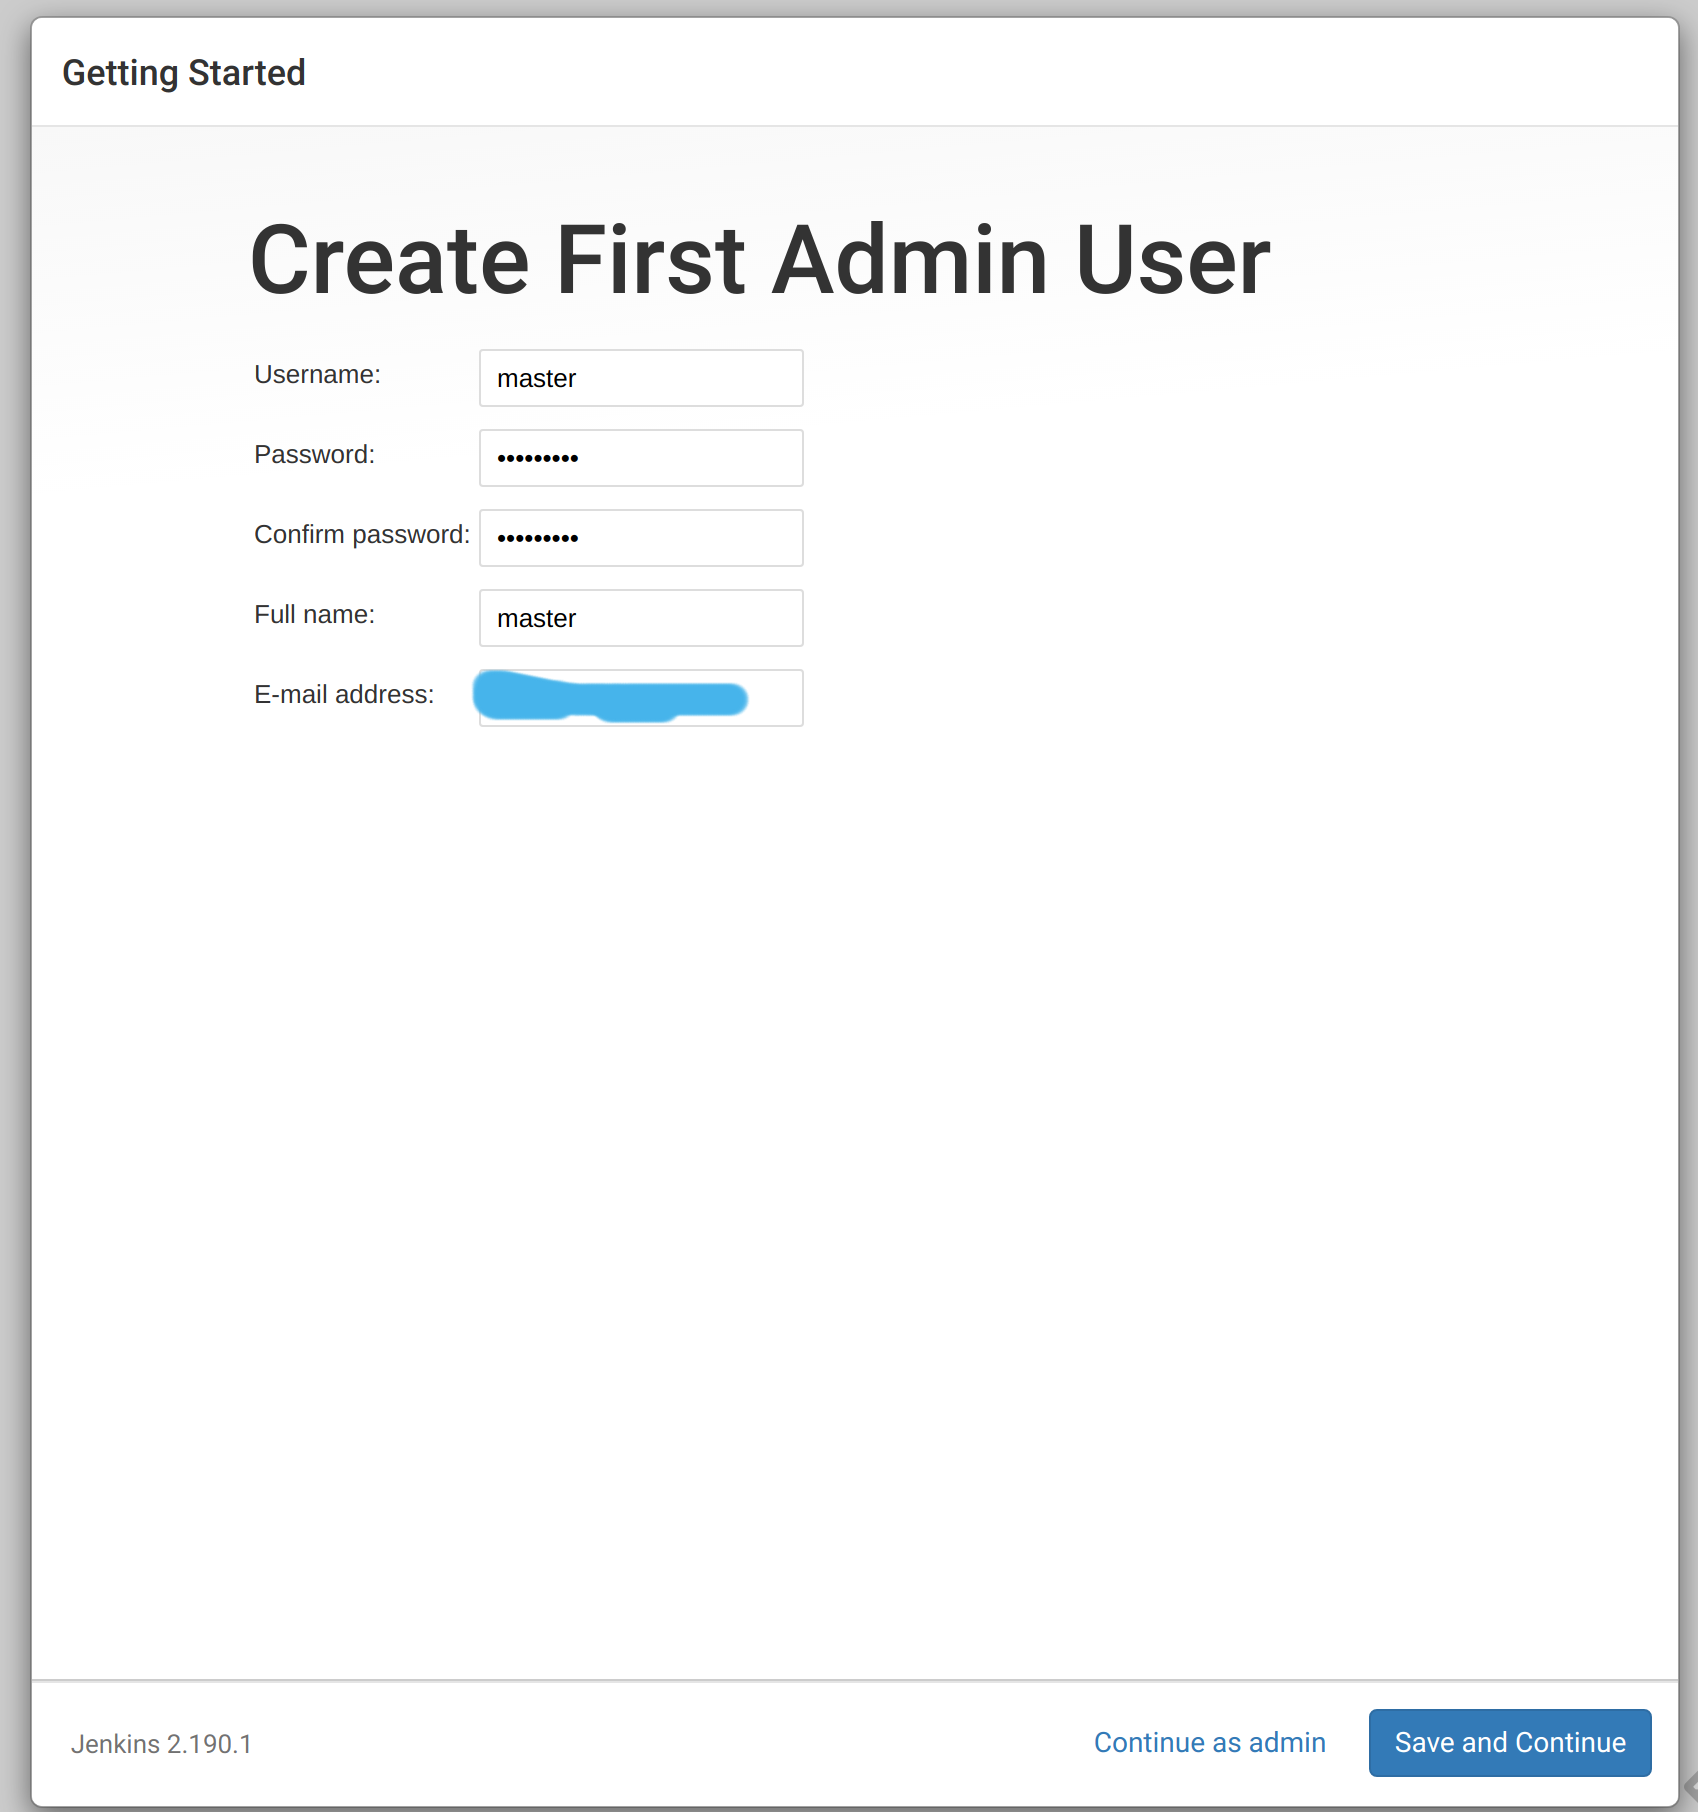 Getting Started
Create First Admin User
Username: master
Password: •••••••••
Confirm password: •••••••••
Full name: master
E-mail address:
Jenkins 2.190.1 Continue as admin Save and Continue